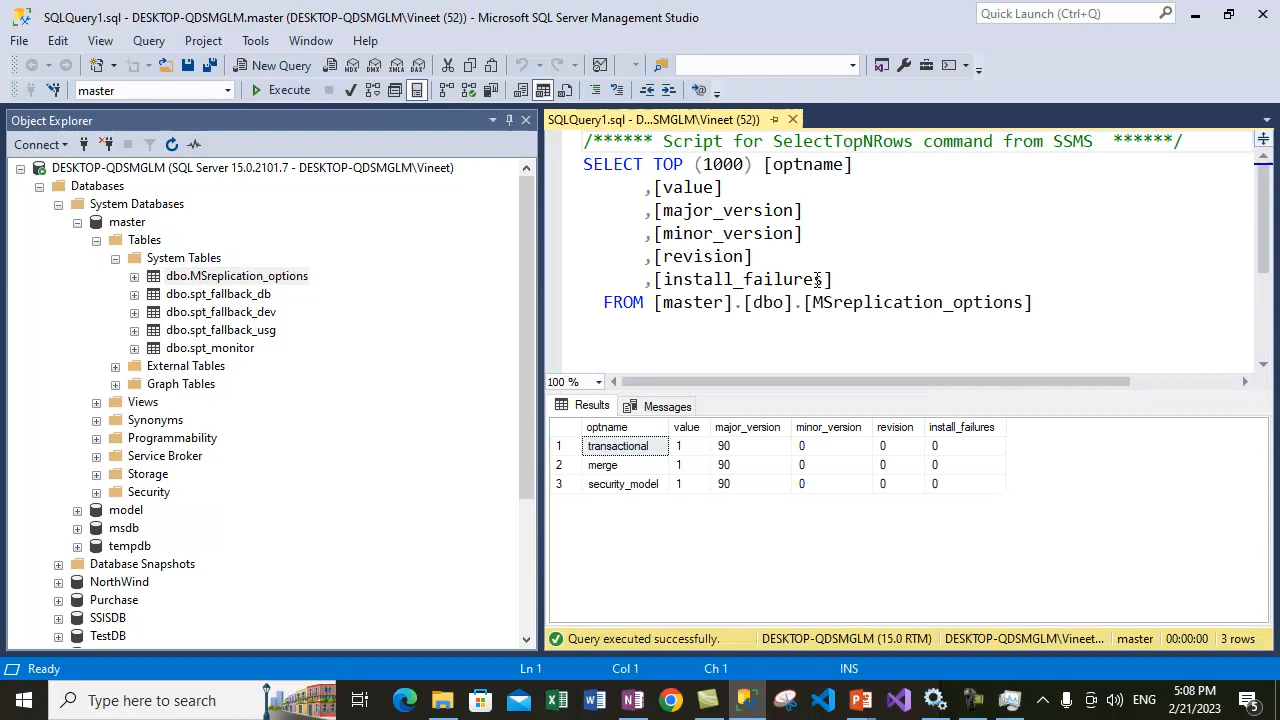 SQLQuery1.sql - DESKTOP-QDSMGLM.master (DESKTOP-QDSMGLM\Vineet (52)) - Microsoft SQL Server Management Studio
Quick Launch (Ctrl+Q)
File Edit View Query Project Tools Window Help
New Query
MDX DMX XMLA DAX
master
Execute
Object Explorer
SQLQuery1.sql - D...SMGLM\Vineet (52))
Connect
DESKTOP-QDSMGLM (SQL Server 15.0.2101.7 - DESKTOP-QDSMGLM\Vineet)
Databases
System Databases
master
Tables
System Tables
dbo.MSreplication_options
dbo.spt_fallback_db
dbo.spt_fallback_dev
dbo.spt_fallback_usg
dbo.spt_monitor
External Tables
Graph Tables
Views
Synonyms
Programmability
Service Broker
Storage
Security
model
msdb
tempdb
Database Snapshots
NorthWind
Purchase
SSISDB
TestDB
/****** Script for SelectTopNRows command from SSMS ******/
SELECT TOP (1000) [optname]
,[value]
,[major_version]
,[minor_version]
,[revision]
,[install_failures]
FROM [master].[dbo].[MSreplication_options]
100 %
Results Messages
optname value major_version minor_version revision install_failures
1 transactional 1 90 0 0 0
2 merge 1 90 0 0 0
3 security_model 1 90 0 0 0
Query executed successfully. DESKTOP-QDSMGLM (15.0 RTM) DESKTOP-QDSMGLM\Vineet... master 00:00:00 3 rows
Ready Ln 1 Col 1 Ch 1 INS
Type here to search
ENG
5:08 PM
2/21/2023
5